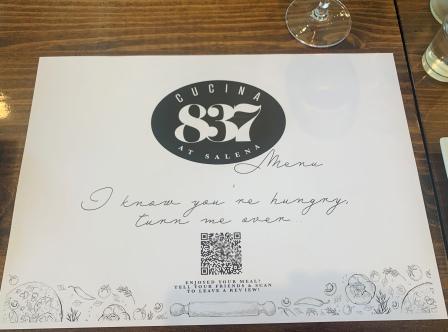 CUCINA
837
AT SALENA
Menu
I know you're hungry,
turn me over...
ENJOYED YOUR MEAL?
TELL YOUR FRIENDS & SCAN
TO LEAVE A REVIEW!